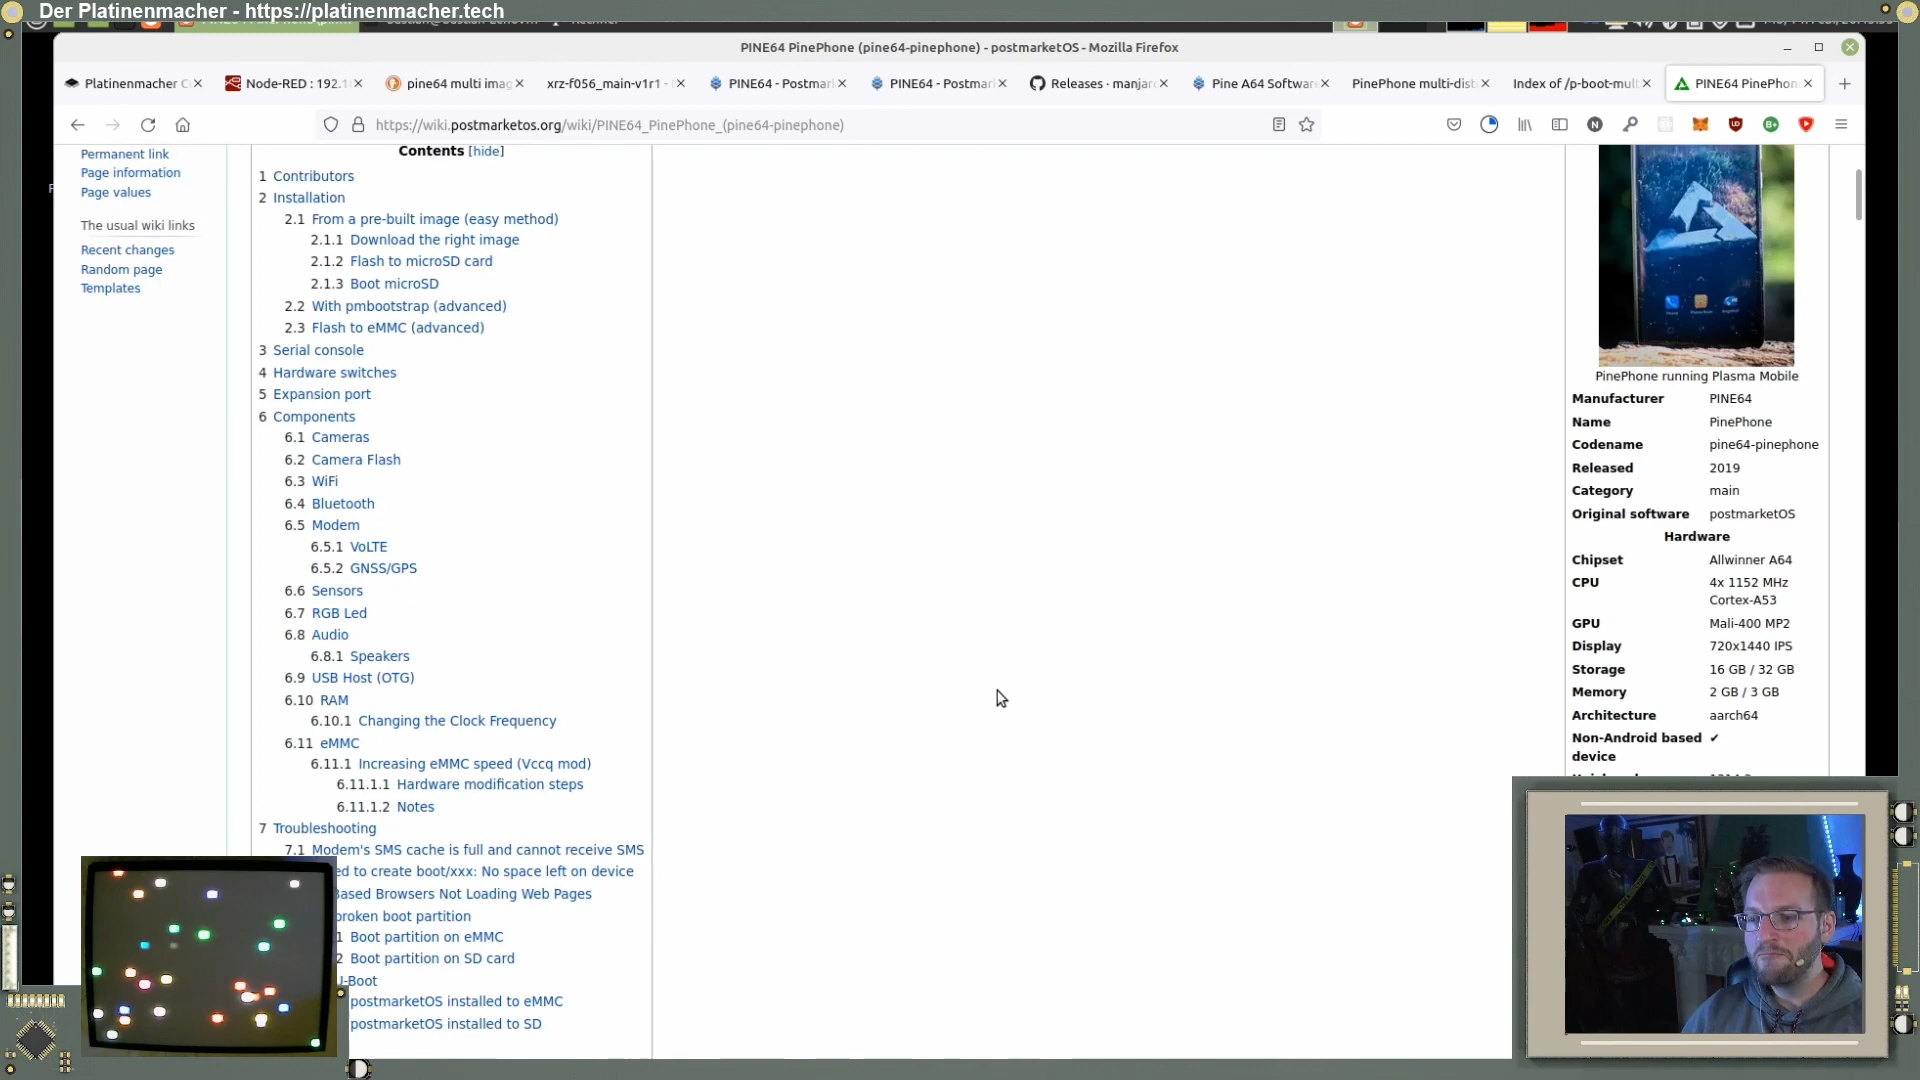 Der Platinenmacher - https://platinenmacher.tech
PINE64 PinePhone (pine64-pinephone) - postmarketOS - Mozilla Firefox
Platinenmacher C
Node-RED : 192.1
pine64 multi imag
xrz-f056_main-v1r1 -
PINE64 - Postmark
PINE64 - Postmark
Releases · manjaro
Pine A64 Software
PinePhone multi-dist
Index of /p-boot-mult
PINE64 PinePhone
https://wiki.postmarketos.org/wiki/PINE64_PinePhone_(pine64-pinephone)
Permanent link
Page information
Page values
The usual wiki links
Recent changes
Random page
Templates
Contents [hide]
1 Contributors
2 Installation
2.1 From a pre-built image (easy method)
2.1.1 Download the right image
2.1.2 Flash to microSD card
2.1.3 Boot microSD
2.2 With pmbootstrap (advanced)
2.3 Flash to eMMC (advanced)
3 Serial console
4 Hardware switches
5 Expansion port
6 Components
6.1 Cameras
6.2 Camera Flash
6.3 WiFi
6.4 Bluetooth
6.5 Modem
6.5.1 VoLTE
6.5.2 GNSS/GPS
6.6 Sensors
6.7 RGB Led
6.8 Audio
6.8.1 Speakers
6.9 USB Host (OTG)
6.10 RAM
6.10.1 Changing the Clock Frequency
6.11 eMMC
6.11.1 Increasing eMMC speed (Vccq mod)
6.11.1.1 Hardware modification steps
6.11.1.2 Notes
7 Troubleshooting
7.1 Modem's SMS cache is full and cannot receive SMS
ed to create boot/xxx: No space left on device
Based Browsers Not Loading Web Pages
broken boot partition
1 Boot partition on eMMC
2 Boot partition on SD card
U-Boot
postmarketOS installed to eMMC
postmarketOS installed to SD
PinePhone running Plasma Mobile
Manufacturer PINE64
Name PinePhone
Codename pine64-pinephone
Released 2019
Category main
Original software postmarketOS
Hardware
Chipset Allwinner A64
CPU 4x 1152 MHz
Cortex-A53
GPU Mali-400 MP2
Display 720x1440 IPS
Storage 16 GB / 32 GB
Memory 2 GB / 3 GB
Architecture aarch64
Non-Android based ✔
device